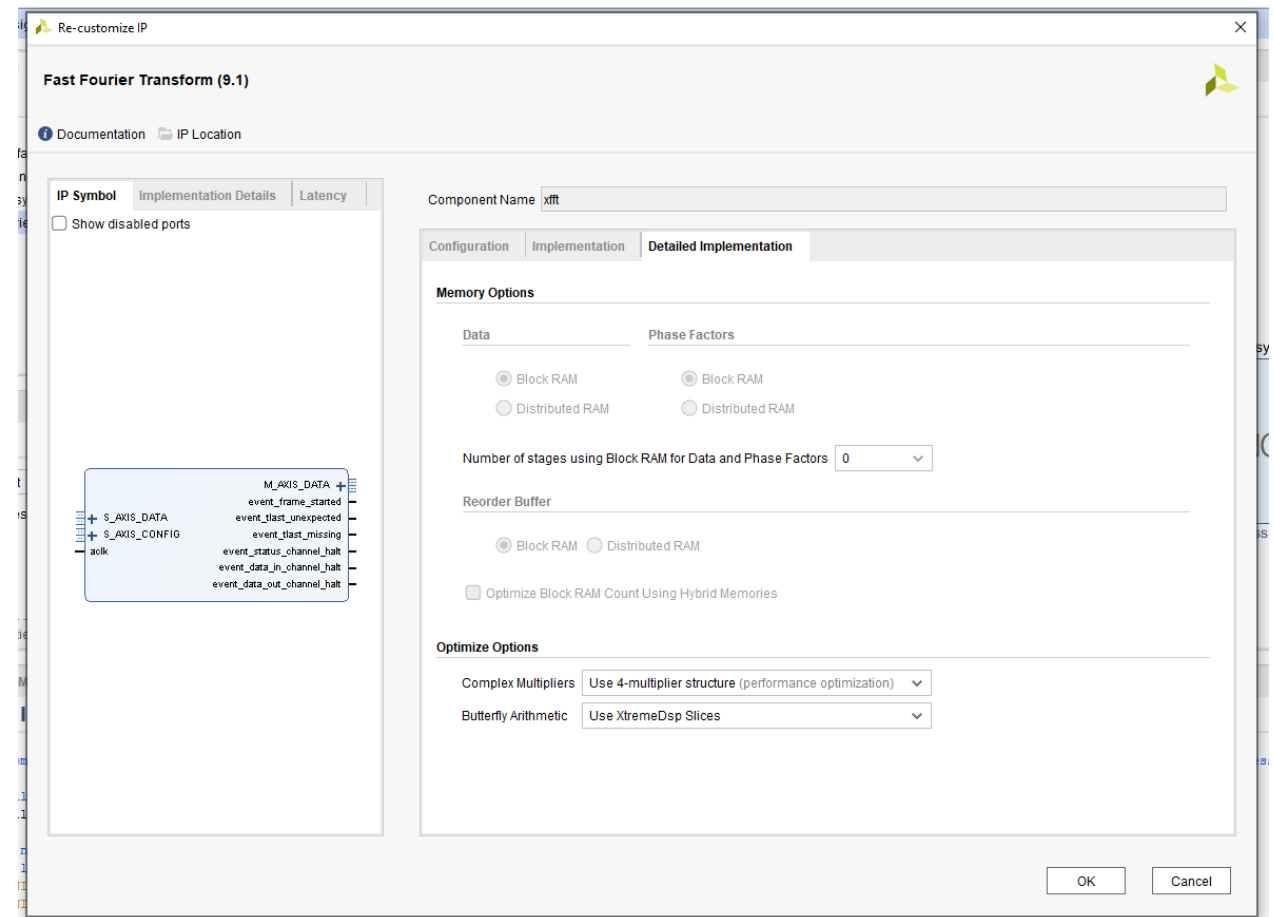 Re-customize IP
Fast Fourier Transform (9.1)
Documentation IP Location
IP Symbol Implementation Details Latency
Show disabled ports
M_AXIS_DATA
event_frame_started
S_AXIS_DATA event_tlast_unexpected
S_AXIS_CONFIG event_tlast_missing
aclk event_status_channel_halt
event_data_in_channel_halt
event_data_out_channel_halt
Component Name xfft
Configuration Implementation Detailed Implementation
Memory Options
Data Phase Factors
Block RAM Block RAM
Distributed RAM Distributed RAM
Number of stages using Block RAM for Data and Phase Factors 0
Reorder Buffer
Block RAM Distributed RAM
Optimize Block RAM Count Using Hybrid Memories
Optimize Options
Complex Multipliers Use 4-multiplier structure (performance optimization)
Butterfly Arithmetic Use XtremeDsp Slices
OK Cancel